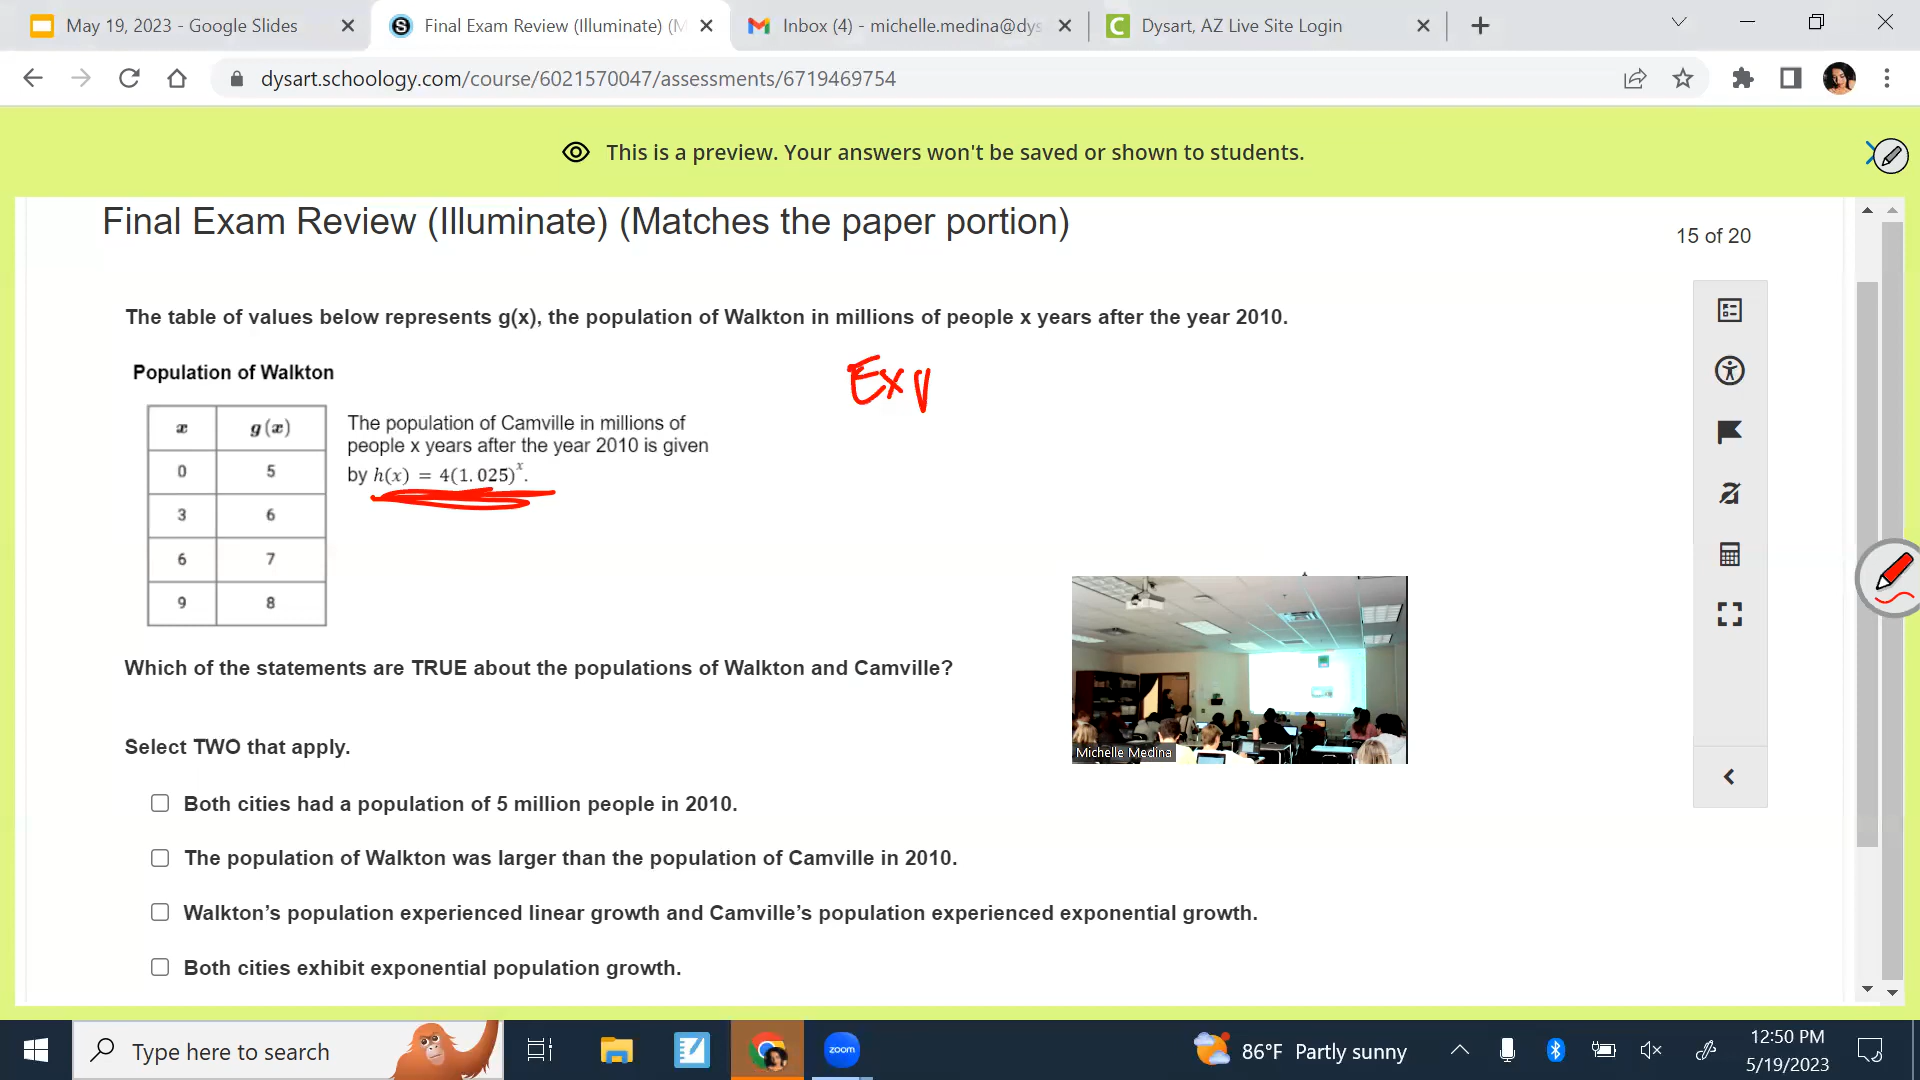 May 19, 2023 - Google Slides
Final Exam Review (Illuminate) (M
Inbox (4) - michelle.medina@dys
Dysart, AZ Live Site Login
dysart.schoology.com/course/6021570047/assessments/6719469754
This is a preview. Your answers won't be saved or shown to students.
Final Exam Review (Illuminate) (Matches the paper portion)
15 of 20
The table of values below represents g(x), the population of Walkton in millions of people x years after the year 2010.
Exp
Population of Walkton
x g(x)
0 5
3 6
6 7
9 8
The population of Camville in millions of
people x years after the year 2010 is given
by h(x) = 4(1.025)^x.
Which of the statements are TRUE about the populations of Walkton and Camville?
Michelle Medina
Select TWO that apply.
Both cities had a population of 5 million people in 2010.
The population of Walkton was larger than the population of Camville in 2010.
Walkton's population experienced linear growth and Camville's population experienced exponential growth.
Both cities exhibit exponential population growth.
Type here to search
zoom
86°F Partly sunny
12:50 PM
5/19/2023